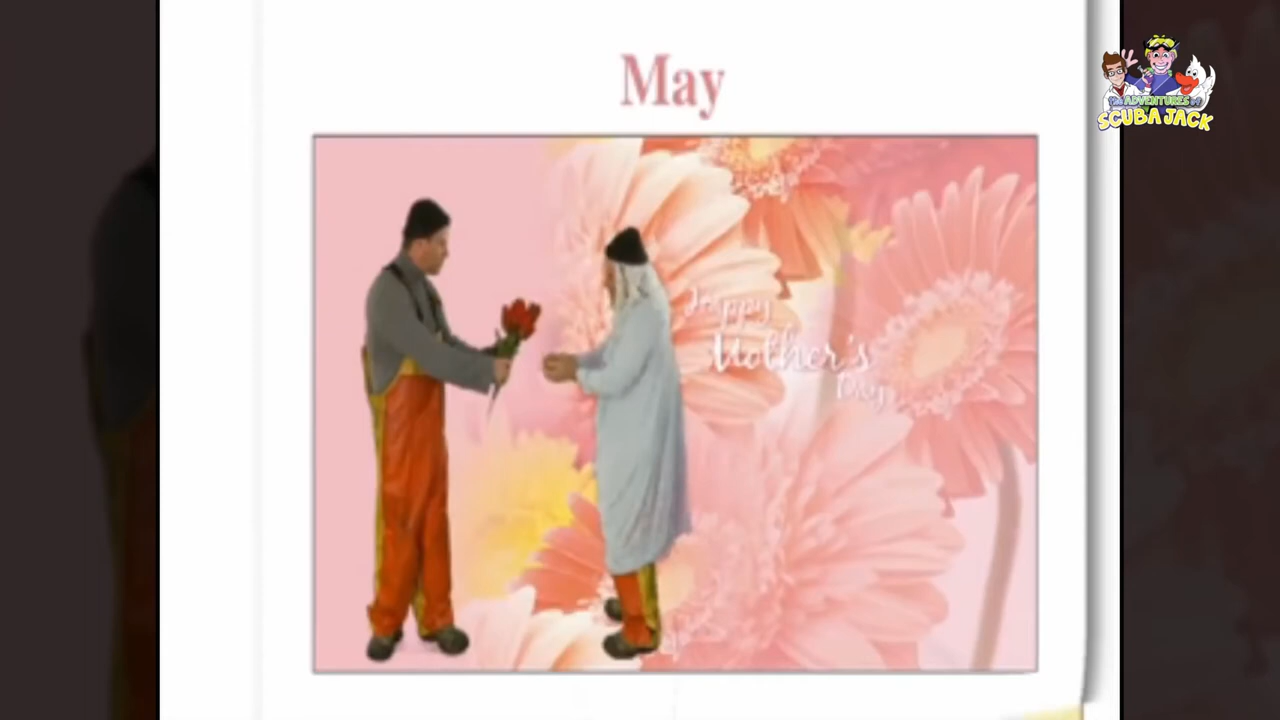 May
Happy
Mother's
Day
The ADVENTURES of
SCUBA JACK